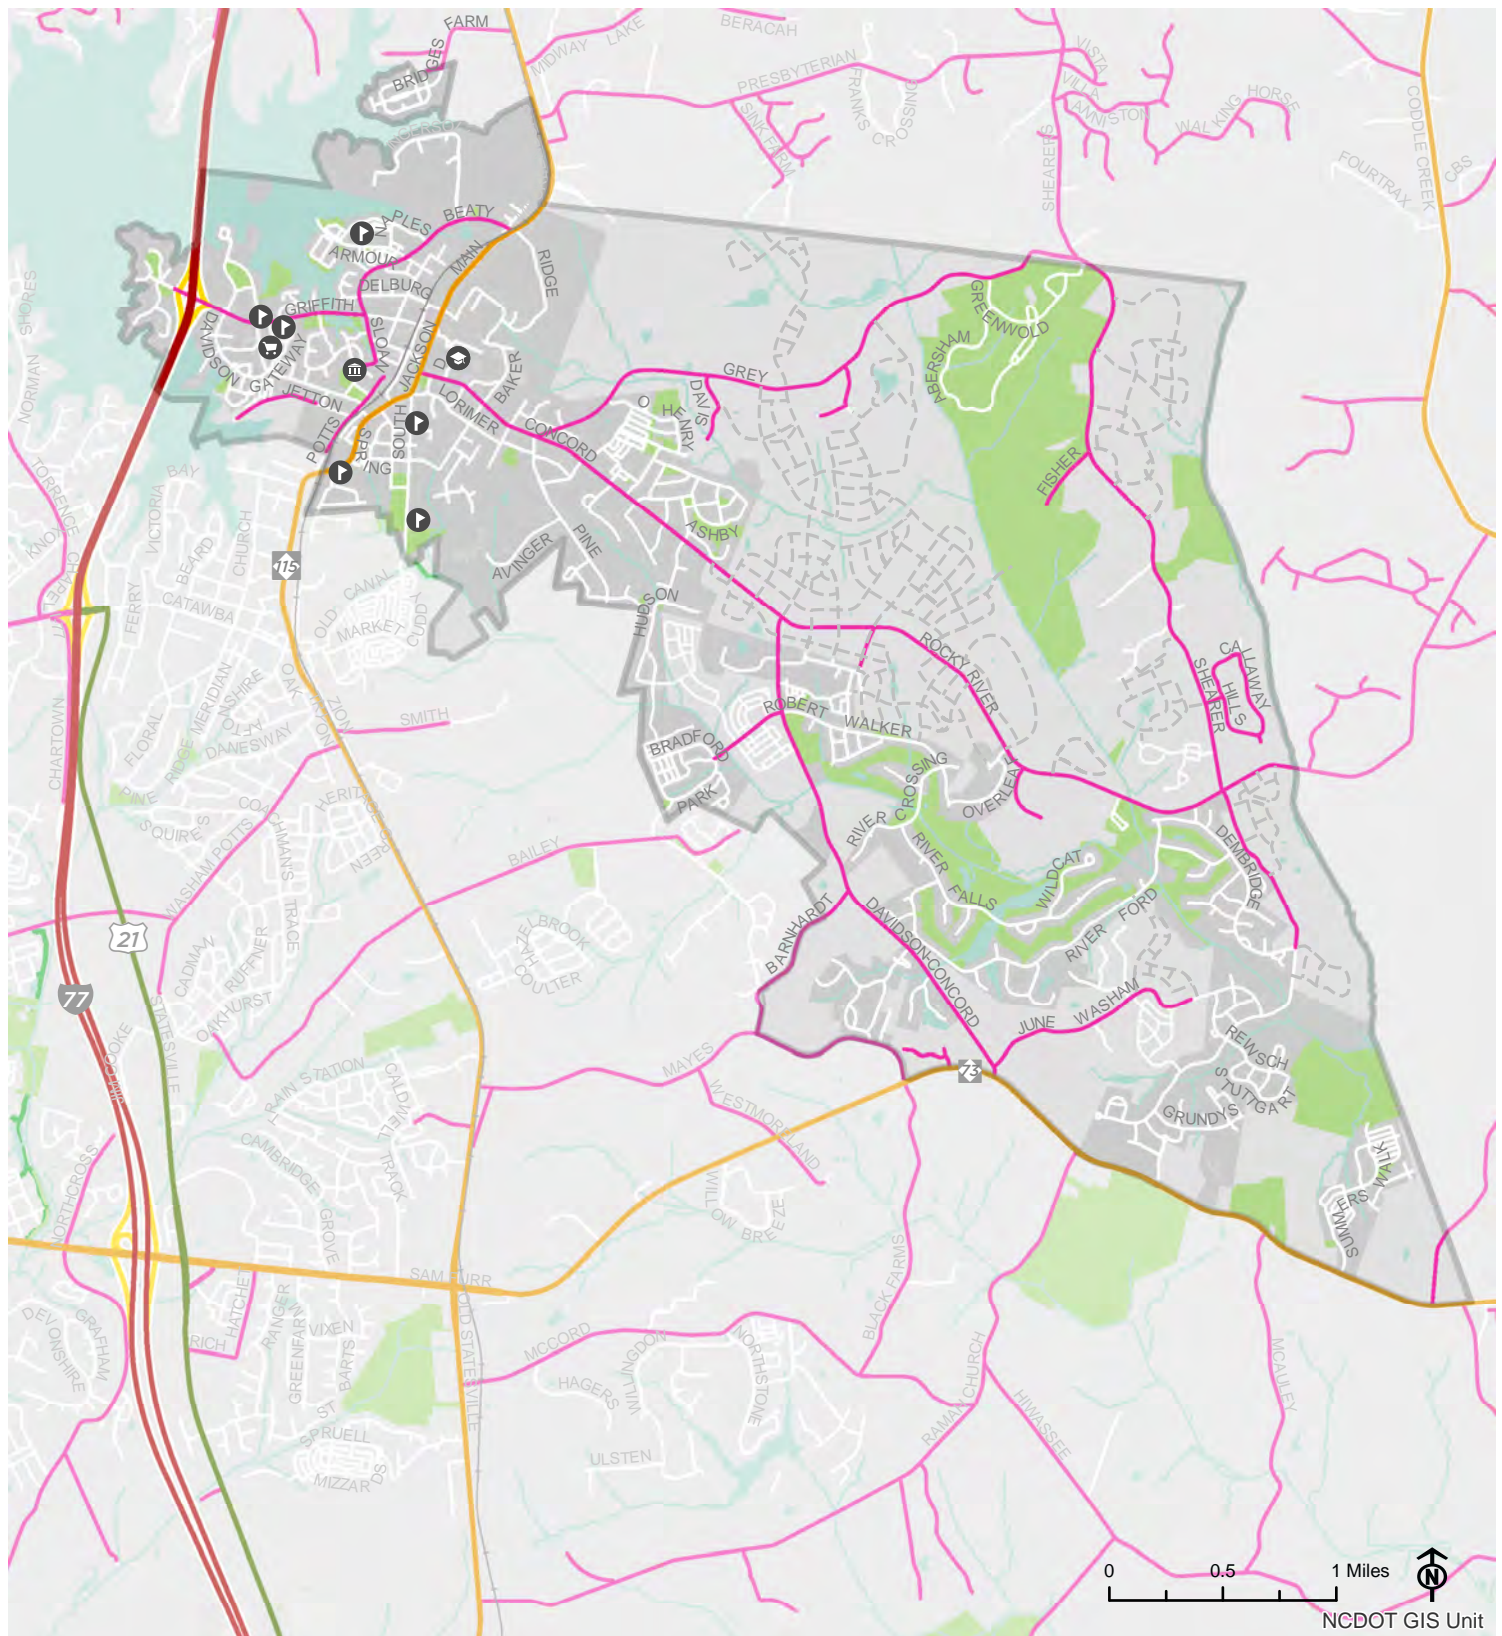 FARM
BERACAH
MIDWAY LAKE
BRIDGES
VISTA
PRESBYTERIAN
FRANKS CROSSING
VILLA
ANNISTON
WALKING HORSE
SINK FARM
CODDLE CREEK
FOURTRAX
CBS
SHEARERS
NAPLES
BEATY
ARMOUR
DELBURG
MAIN
RIDGE
NORMAN SHORES
GRIFFITH
DAVIDSON
GATEWAY
SLOAN
JACKSON
JETTON
POTTS
SPRING
SOUTH
LORIMER
BAKER
D
CONCORD
O HENRY
DAVIS
GREY
ABERSHAM
GREENWOLD
FISHER
TORRENCE CHAPEL
KNOX
BAY
VICTORIA
BEARD
CHURCH
115
FERRY
CATAWBA
OLD CANAL
MARKET
CUDDY
AVINGER
PINE
ASHBY
HUDSON
ROCKY RIVER
CALLAWAY
HILLS
SHEARER
CHARTOWN
FLORAL
RIDGE
MERIDIAN
AFTONSHIRE
DANESWAY
OAK
TRYON
ZION
SMITH
ROBERT WALKER
BRADFORD
PARK
RIVER CROSSING
OVERLEAF
PINE
SQUIRES
COACHMANS TRACE
HERITAGE GREEN
WASHAM POTTS
BAILEY
RIVER FALLS
WILDCAT
DEMBRIDGE
RIVER FORD
BARNHARDT
DAVIDSON-CONCORD
HAZELBROOK
COULTER
21
77
CADMAN
RUFFNER
OAKHURST
STATESVILLE
JUNE WASHAM
REWSCH
STUTTGART
GRUNDYS
73
MAYES
WESTMORELAND
RAIN STATION
CALDWELL TRACK
CAMBRIDGE GROVE
NORTHCROSS
WILLOW BREEZE
SUMMERS WALK
SAM FURR
BLACK FARMS
OLD STATESVILLE
RICH HATCHET
RANGER
GREENFARM
VIXEN
ST BARTS
DEVONSHIRE
GRAFHAM
MCCORD
HAGERS
WILLINGDON
NORTHSTONE
RAMAH CHURCH
HIWASSEE
MCAULEY
SPRUELL
MIZZARDS
ULSTEN
0 0.5 1 Miles
N
NCDOT GIS Unit